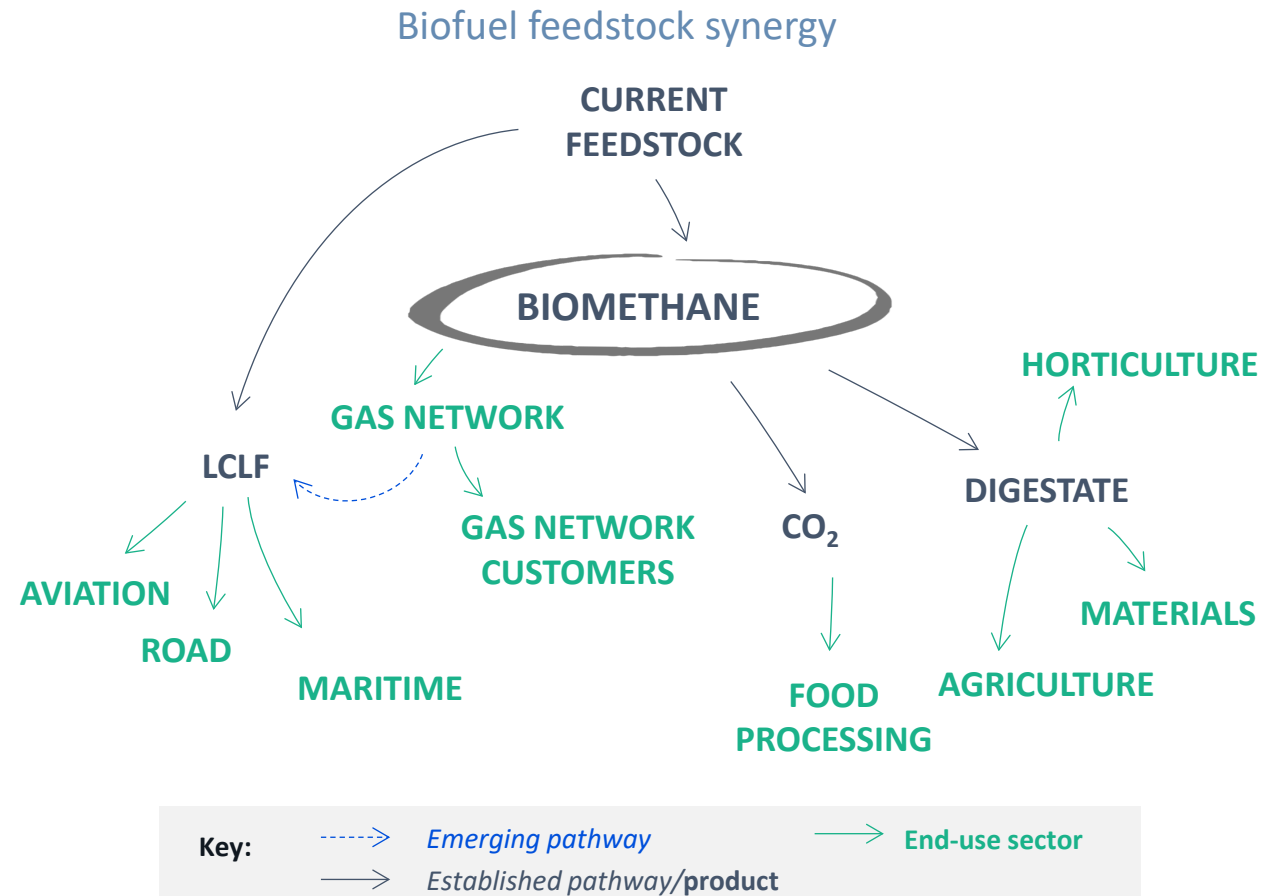 Biofuel feedstock synergy
CURRENT
FEEDSTOCK
BIOMETHANE
HORTICULTURE
GAS NETWORK
LCLF
DIGESTATE
GAS NETWORK
CUSTOMERS
CO₂
AVIATION
MATERIALS
ROAD
MARITIME
AGRICULTURE
FOOD
PROCESSING
Key:
Emerging pathway
End-use sector
Established pathway/product